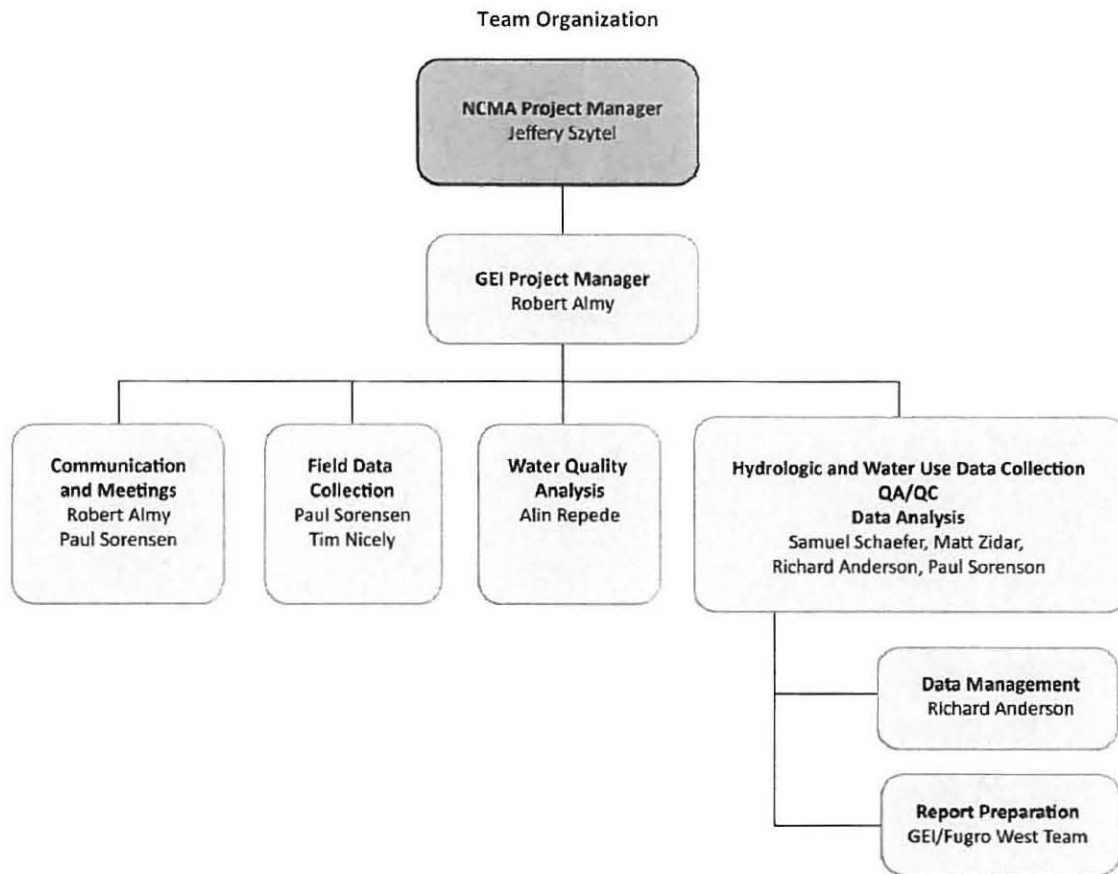 Team Organization
NCMA Project Manager
Jeffery Szytel
GEI Project Manager
Robert Almy
Communication
and Meetings
Robert Almy
Paul Sorensen
Field Data
Collection
Paul Sorensen
Tim Nicely
Water Quality
Analysis
Alin Repede
Hydrologic and Water Use Data Collection
QA/QC
Data Analysis
Samuel Schaefer, Matt Zidar,
Richard Anderson, Paul Sorenson
Data Management
Richard Anderson
Report Preparation
GEI/Fugro West Team